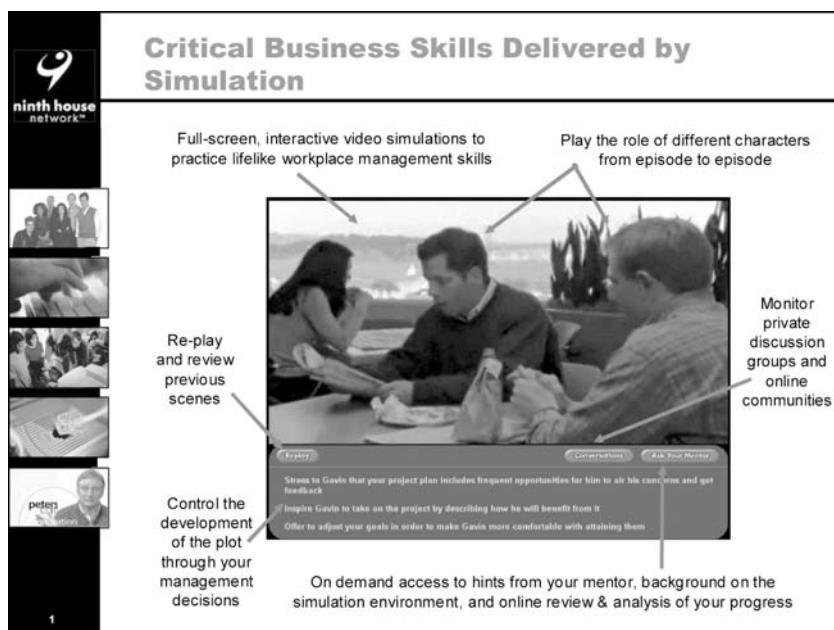 Critical Business Skills Delivered by
Simulation
ninth house
network™
Full-screen, interactive video simulations to
practice lifelike workplace management skills
Play the role of different characters
from episode to episode
Re-play
and review
previous
scenes
Monitor
private
discussion
groups and
online
communities
Replay
Conversations
Ask Your Mentor
Stress to Gavin that your project plan includes frequent opportunities for him to air his concerns and get
feedback
Inspire Gavin to take on the project by describing how he will benefit from it
Offer to adjust your goals in order to make Gavin more comfortable with attaining them
Control the
development
of the plot
through your
management
decisions
On demand access to hints from your mentor, background on the
simulation environment, and online review & analysis of your progress
peters
1